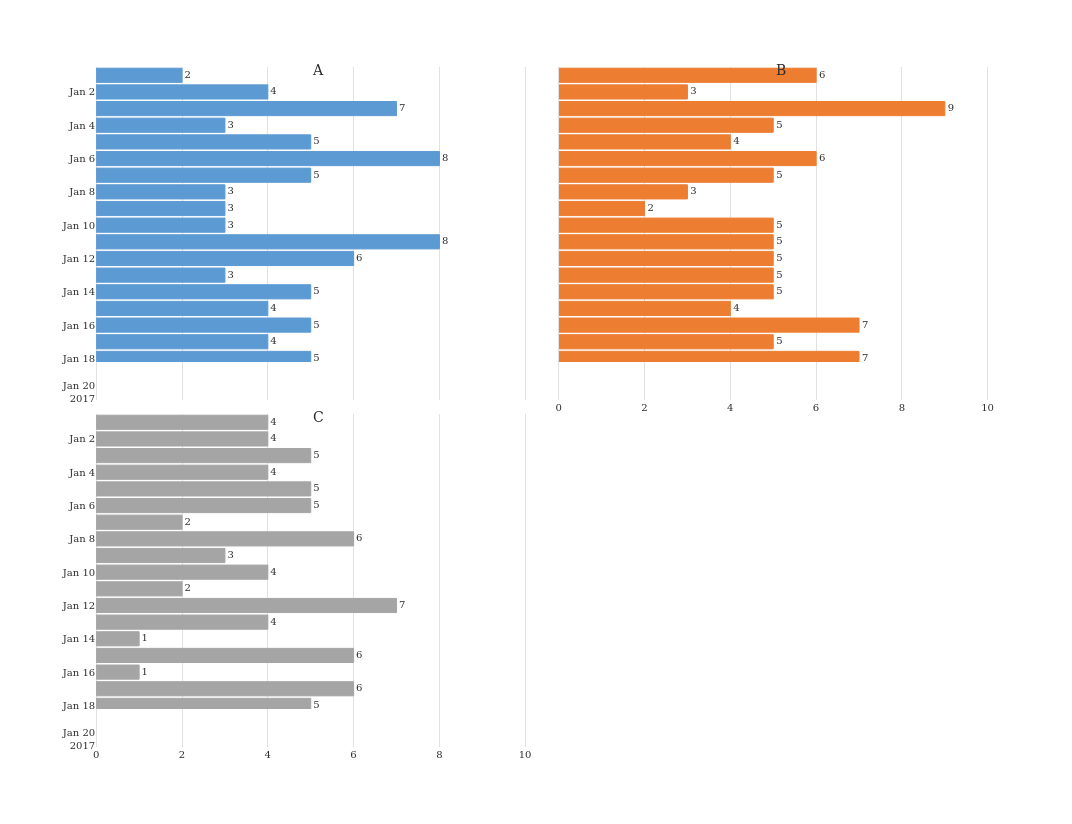 A
2
Jan 2 4
7
Jan 4 3
5
Jan 6 8
5
Jan 8 3
3
Jan 10 3
8
Jan 12 6
3
Jan 14 5
4
Jan 16 5
4
Jan 18 5
Jan 20
2017
B
6
3
9
5
4
6
5
3
2
5
5
5
5
5
4
7
5
7
0 2 4 6 8 10
C
4
Jan 2 4
5
Jan 4 4
5
Jan 6 5
2
Jan 8 6
3
Jan 10 4
2
Jan 12 7
4
Jan 14 1
6
Jan 16 1
6
Jan 18 5
Jan 20
2017
0 2 4 6 8 10